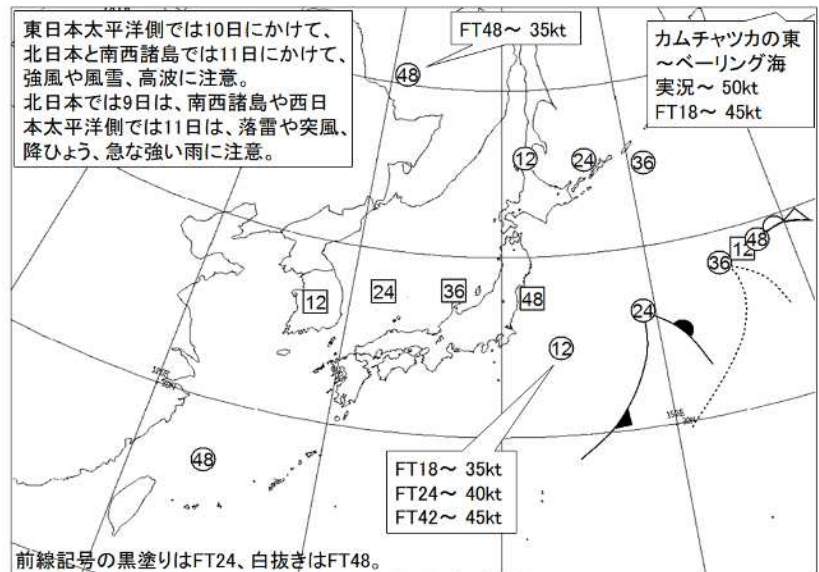 東日本太平洋側では10日にかけて、
北日本と南西諸島では11日にかけて、
強風や風雪、高波に注意。
北日本では9日は、南西諸島や西日
本太平洋側では11日は、落雷や突風、
降ひょう、急な強い雨に注意。
FT48～ 35kt
カムチャツカの東
～ベーリング海
実況～ 50kt
FT18～ 45kt
48
12
24
36
48
12
36
12
24
36
48
24
12
120E
30N
150E
30N
48
FT18～ 35kt
FT24～ 40kt
FT42～ 45kt
前線記号の黒塗りはFT24、白抜きはFT48。